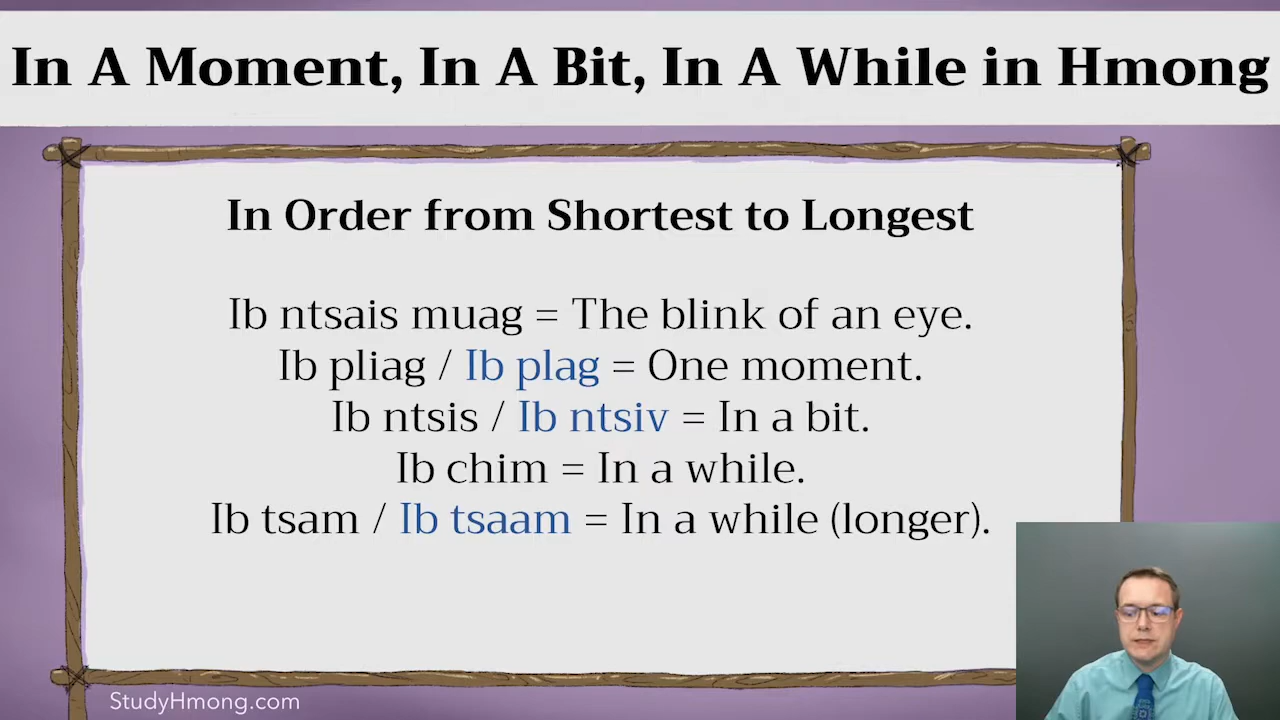 In A Moment, In A Bit, In A While in Hmong
In Order from Shortest to Longest
Ib ntsais muag = The blink of an eye.
Ib pliag / Ib plag = One moment.
Ib ntsis / Ib ntsiv = In a bit.
Ib chim = In a while.
Ib tsam / Ib tsaam = In a while (longer).
StudyHmong.com